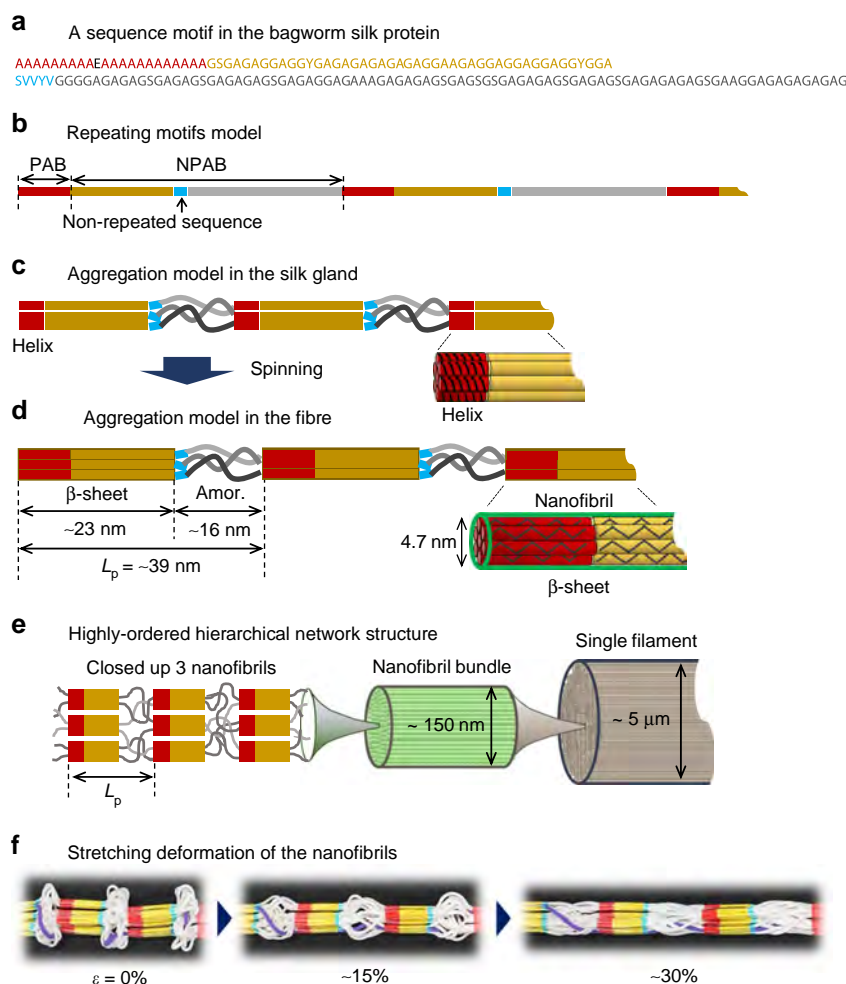 a A sequence motif in the bagworm silk protein
AAAAAAAAAEAAAAAAAAAAAAGSGAGAGGAGGYGAGAGAGAGAGAGGAAGAGGAGGAGGAGGYGGA
SVVYVGGGGAGAGAGSGAGAGSGAGAGAGSGAGAGGAGAAAGAGAGSGSGSGAGAGSGAGAGSGAGAGAGSGAAGGAGAGAGAG
b Repeating motifs model
PAB NPAB
Non-repeated sequence
c Aggregation model in the silk gland
Helix
Spinning
Helix
d Aggregation model in the fibre
β-sheet Amor. Nanofibril
~23 nm ~16 nm 4.7 nm
Lp = ~39 nm
β-sheet
e Highly-ordered hierarchical network structure
Single filament
Closed up 3 nanofibrils Nanofibril bundle
~ 150 nm ~ 5 μm
Lp
f Stretching deformation of the nanofibrils
ε = 0% ~15% ~30%